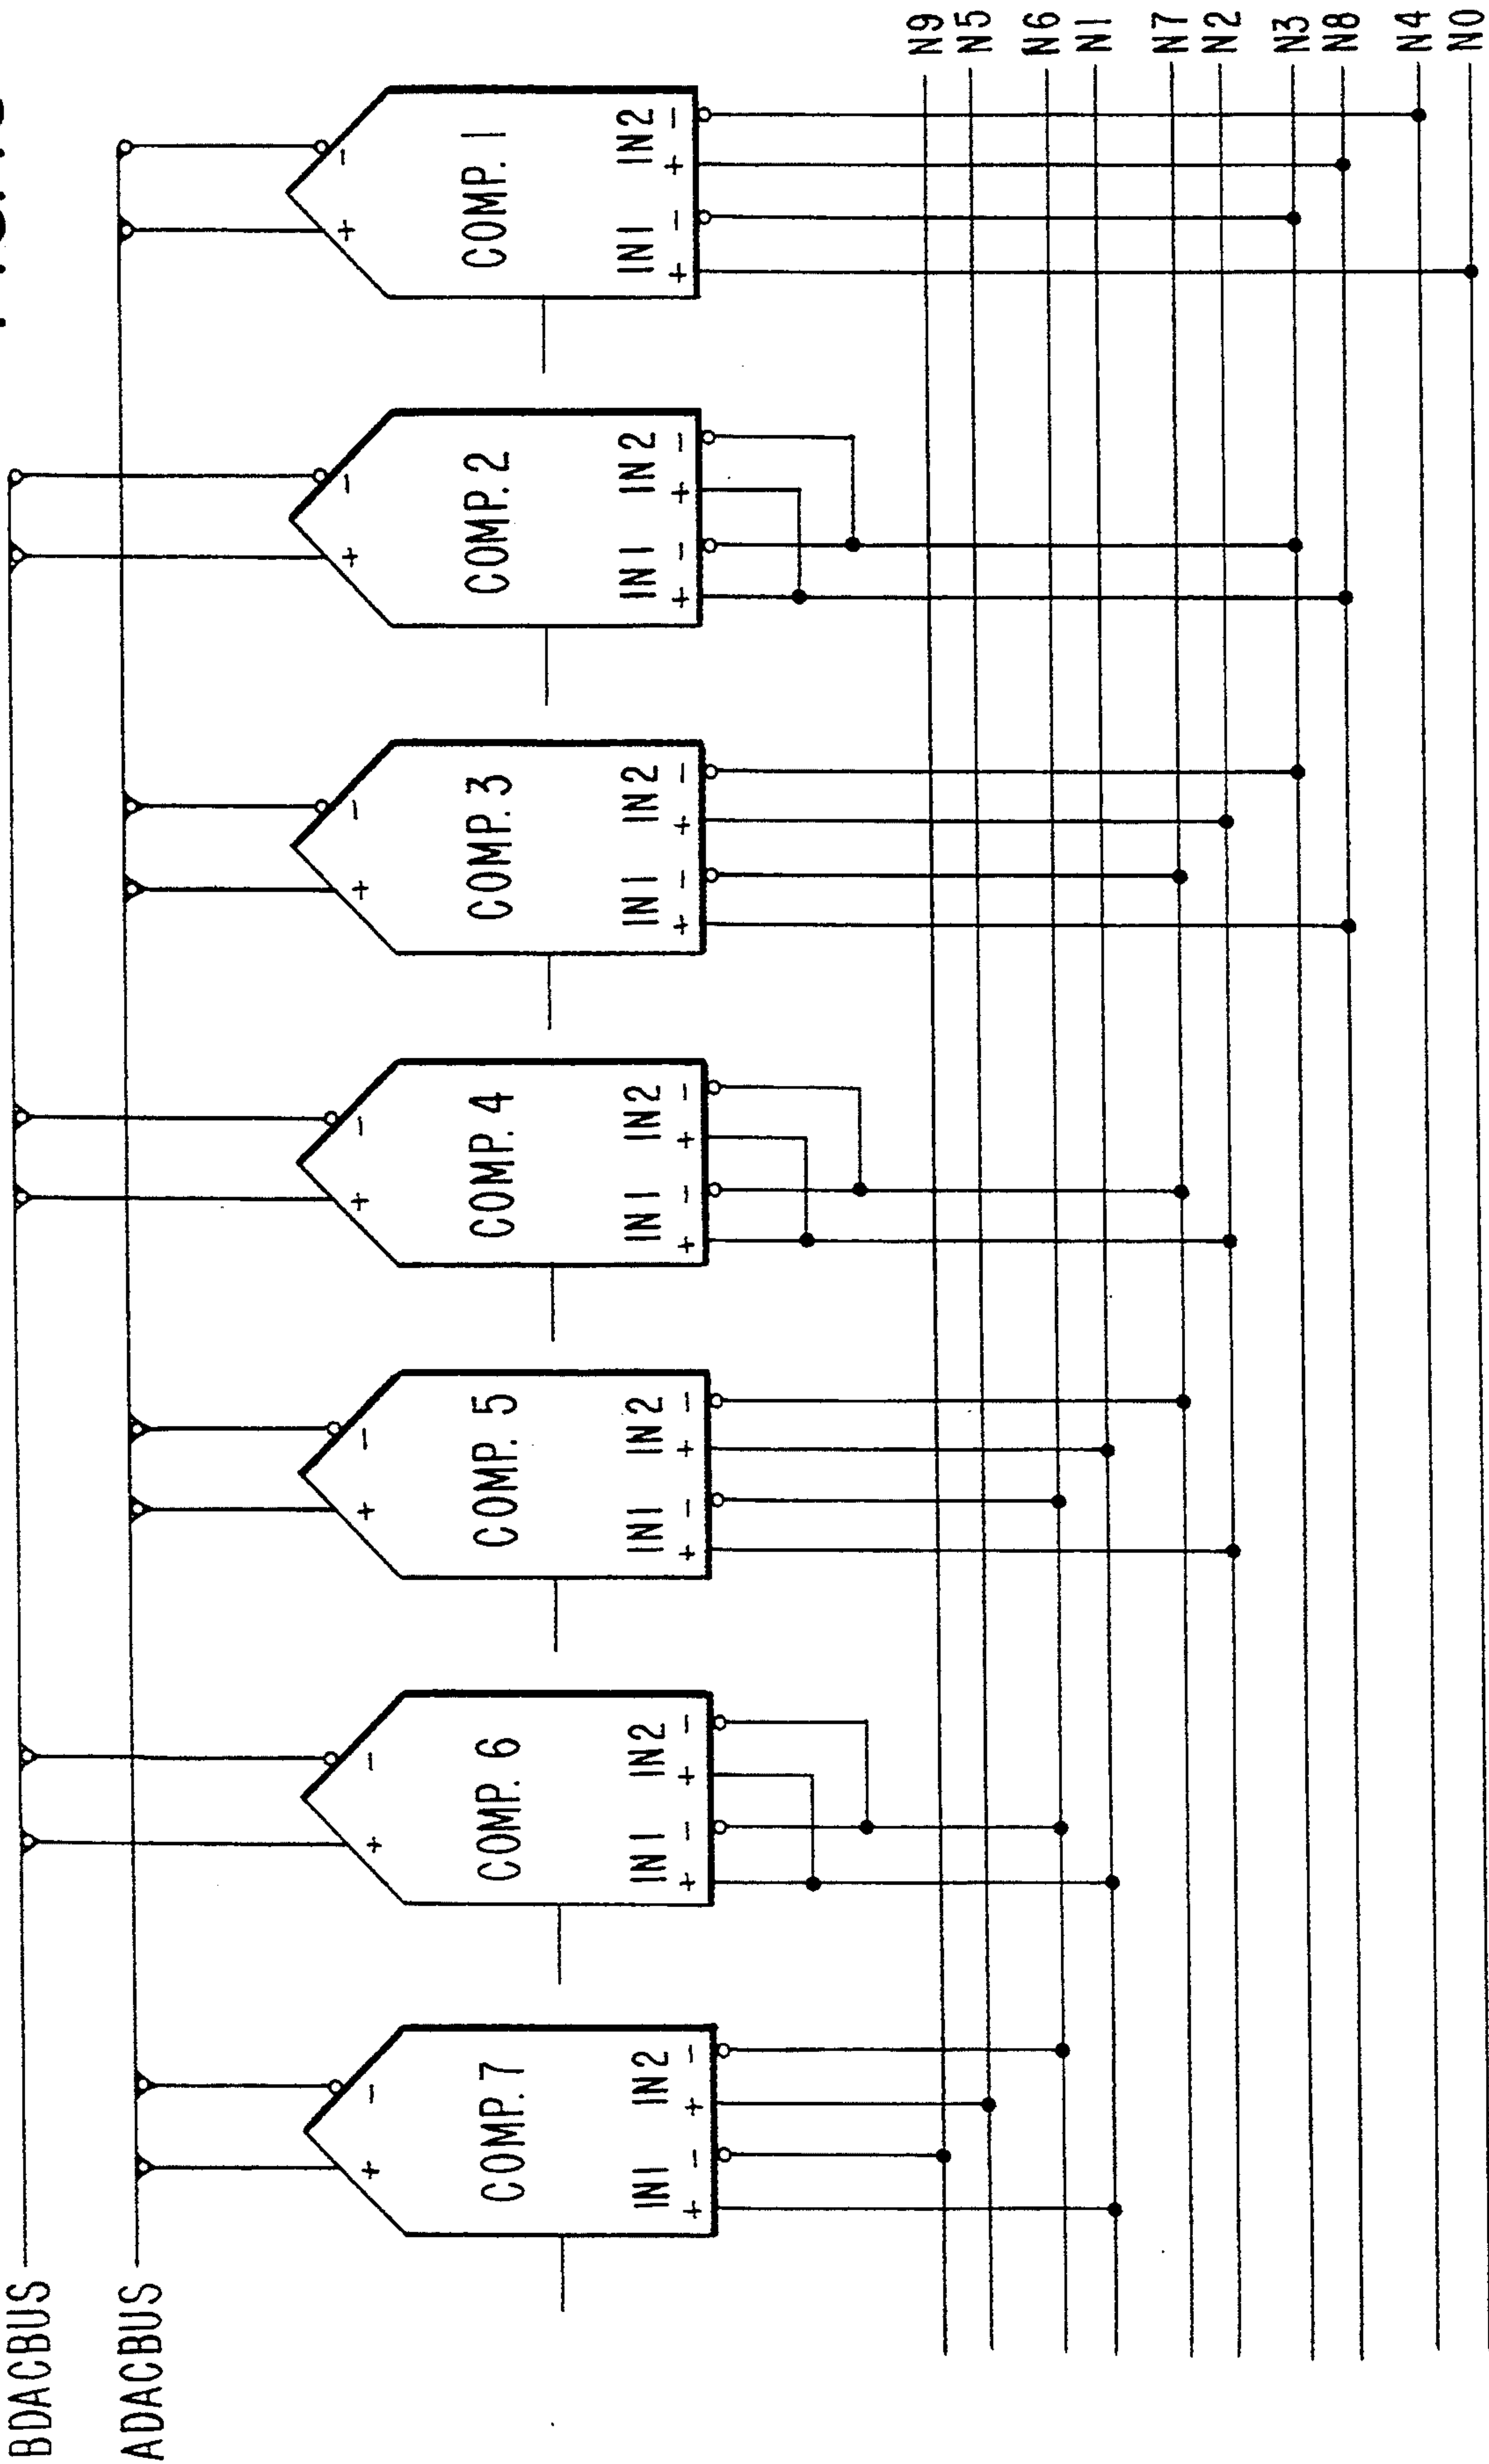 BDACBUS
ADACBUS
COMP. 7
IN1 IN2
+ - + -
+ -
COMP. 6
IN1 IN2
+ - + -
+ -
COMP. 5
IN1 IN2
+ - + -
+ -
COMP. 4
IN1 IN2
+ - + -
+ -
COMP. 3
IN1 IN2
+ - + -
+ -
COMP. 2
IN1 IN2
+ - + -
+ -
COMP. 1
IN1 IN2
+ - + -
+ -
N9
N5
N6
N1
N7
N2
N3
N8
N4
N0